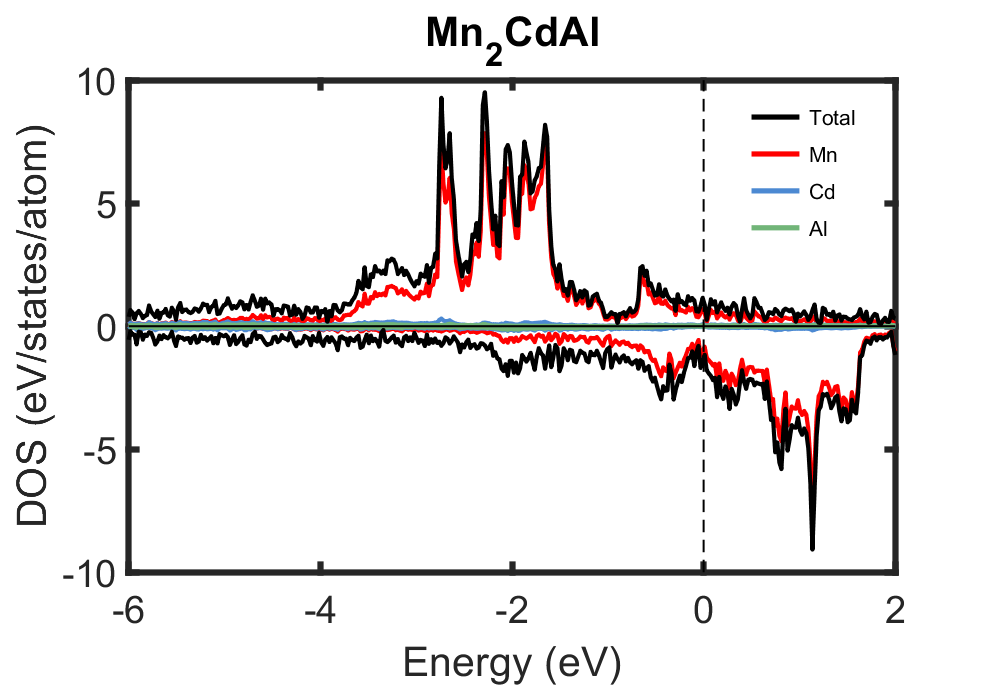 Mn2CdAl
10
5
0
-5
-10
DOS (eV/states/atom)
Total
Mn
Cd
Al
-6
-4
-2
0
2
Energy (eV)